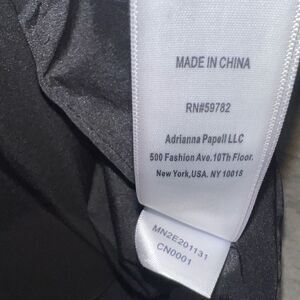 MADE IN CHINA
RN#59782
Adrianna Papell LLC
500 Fashion Ave. 10Th Floor.
New York,USA. NY 10018
MN2E201131
CN0001